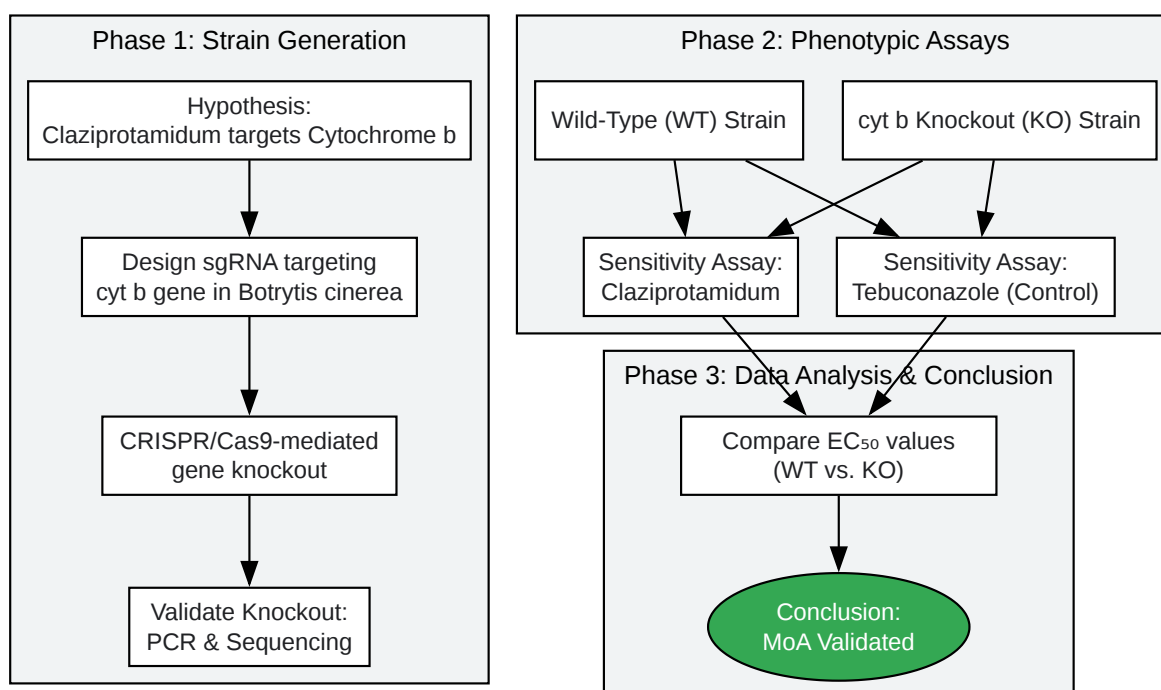 Phase 1: Strain Generation
Hypothesis:
Claziprotamidum targets Cytochrome b
Design sgRNA targeting
cyt b gene in Botrytis cinerea
CRISPR/Cas9-mediated
gene knockout
Validate Knockout:
PCR & Sequencing
Phase 2: Phenotypic Assays
Wild-Type (WT) Strain
cyt b Knockout (KO) Strain
Sensitivity Assay:
Claziprotamidum
Sensitivity Assay:
Tebuconazole (Control)
Phase 3: Data Analysis & Conclusion
Compare EC₅₀ values
(WT vs. KO)
Conclusion:
MoA Validated